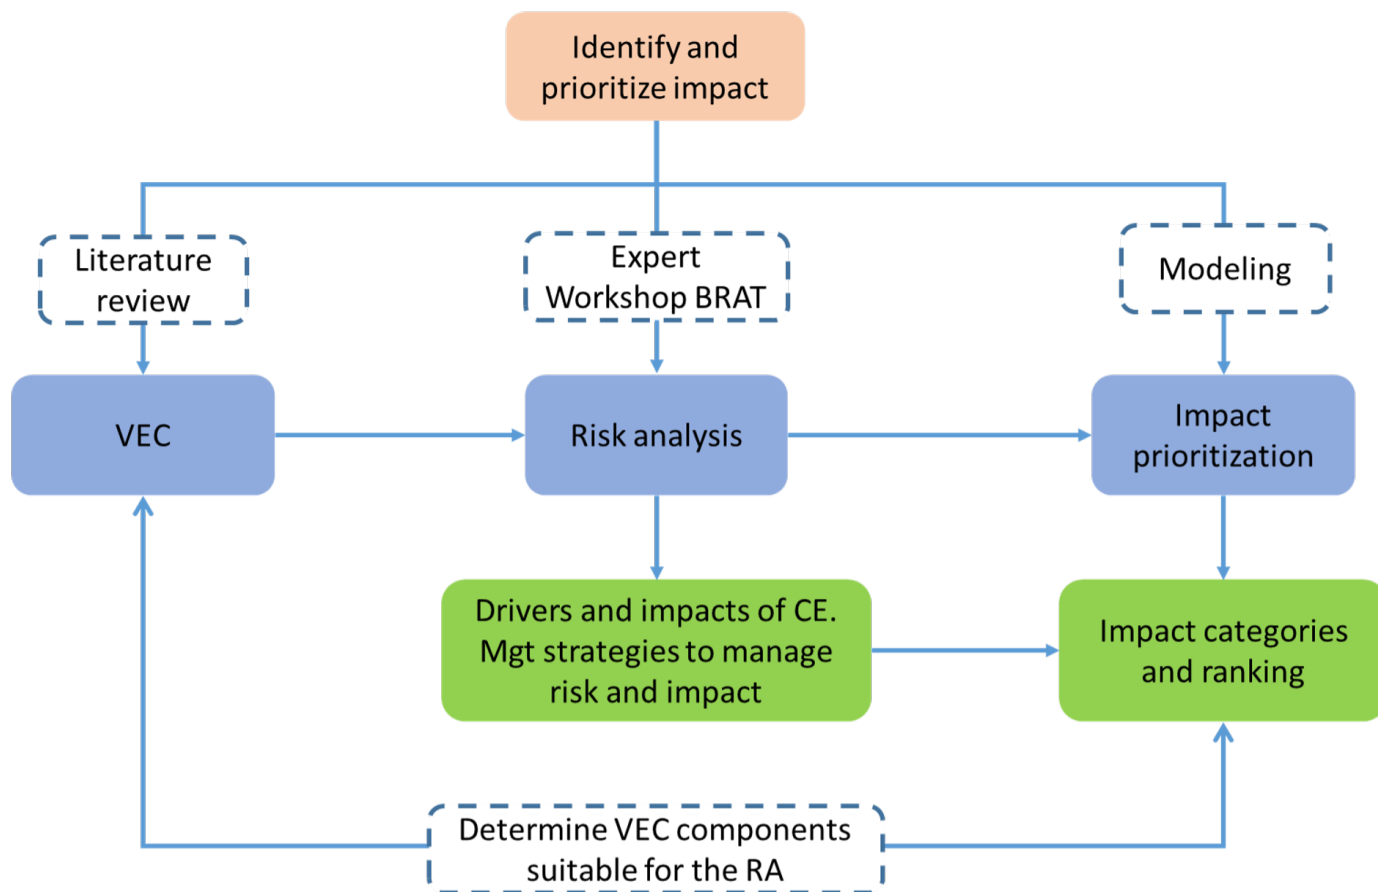 Identify and
prioritize impact
Literature
review
Expert
Workshop BRAT
Modeling
VEC
Risk analysis
Impact
prioritization
Drivers and impacts of CE.
Mgt strategies to manage
risk and impact
Impact categories
and ranking
Determine VEC components
suitable for the RA